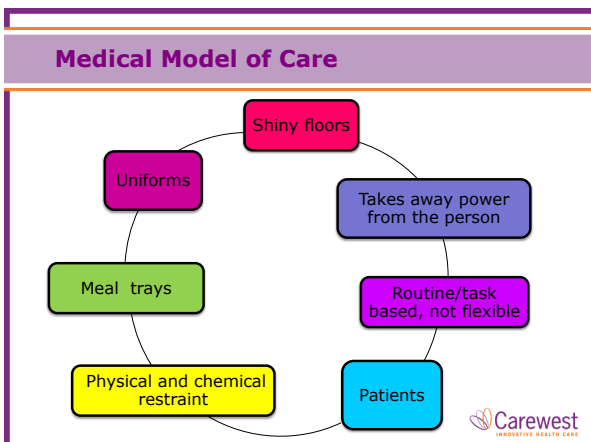 Medical Model of Care
Shiny floors
Uniforms
Takes away power
from the person
Meal trays
Routine/task
based, not flexible
Physical and chemical
restraint
Patients
Carewest
INNOVATIVE HEALTH CARE